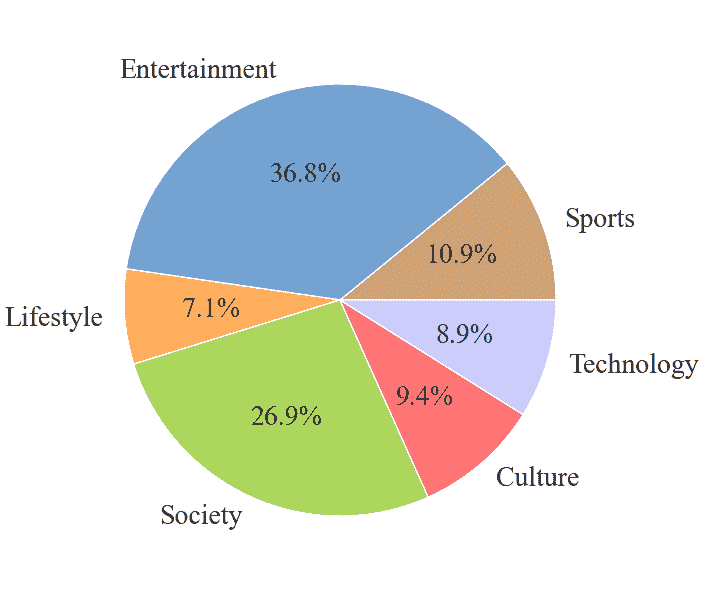 Entertainment
36.8%
Sports
10.9%
Lifestyle
7.1%
8.9%
Technology
9.4%
26.9%
Culture
Society